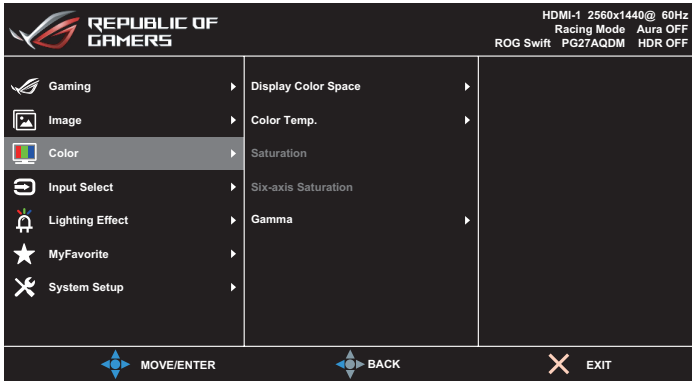 REPUBLIC OF
GAMERS
HDMI-1 2560x1440@ 60Hz
Racing Mode Aura OFF
ROG Swift PG27AQDM HDR OFF
Gaming
Image
Color
Input Select
Lighting Effect
MyFavorite
System Setup
Display Color Space
Color Temp.
Saturation
Six-axis Saturation
Gamma
MOVE/ENTER
BACK
EXIT